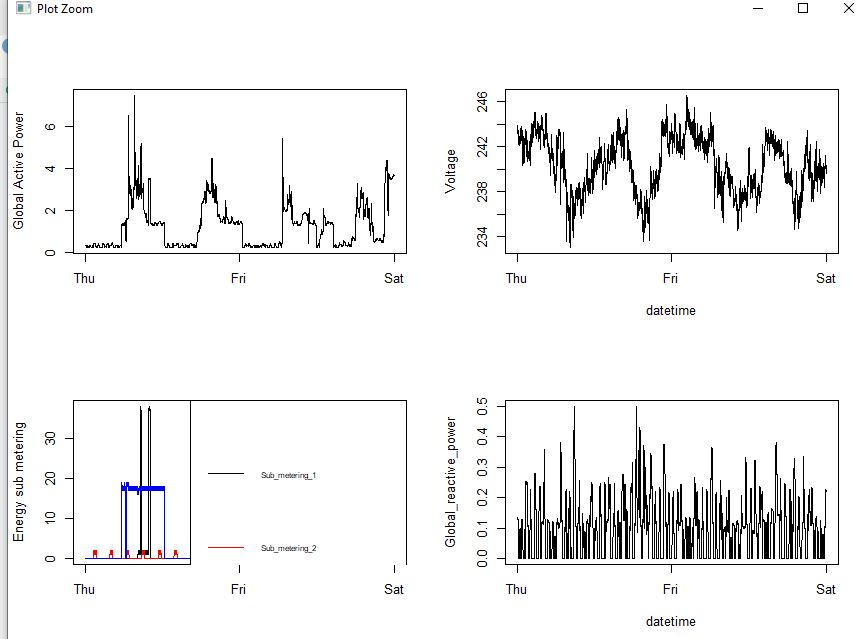 Plot Zoom
Global Active Power
6
4
2
0
Thu Fri Sat
Voltage
246
242
238
234
Thu Fri Sat
datetime
Energy sub metering
30
20
10
0
Sub_metering_1
Sub_metering_2
Thu Fri Sat
Global_reactive_power
0.5
0.4
0.3
0.2
0.1
0.0
Thu Fri Sat
datetime